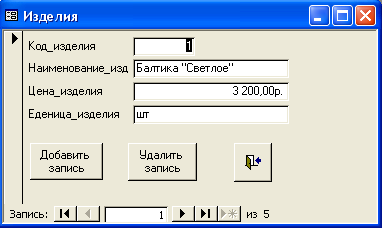 Изделия
Код_изделия 1
Наименование_изд Балтика "Светлое"
Цена_изделия 3 200,00р.
Еденица_изделия шт
Добавить запись
Удалить запись
Запись: 1 из 5